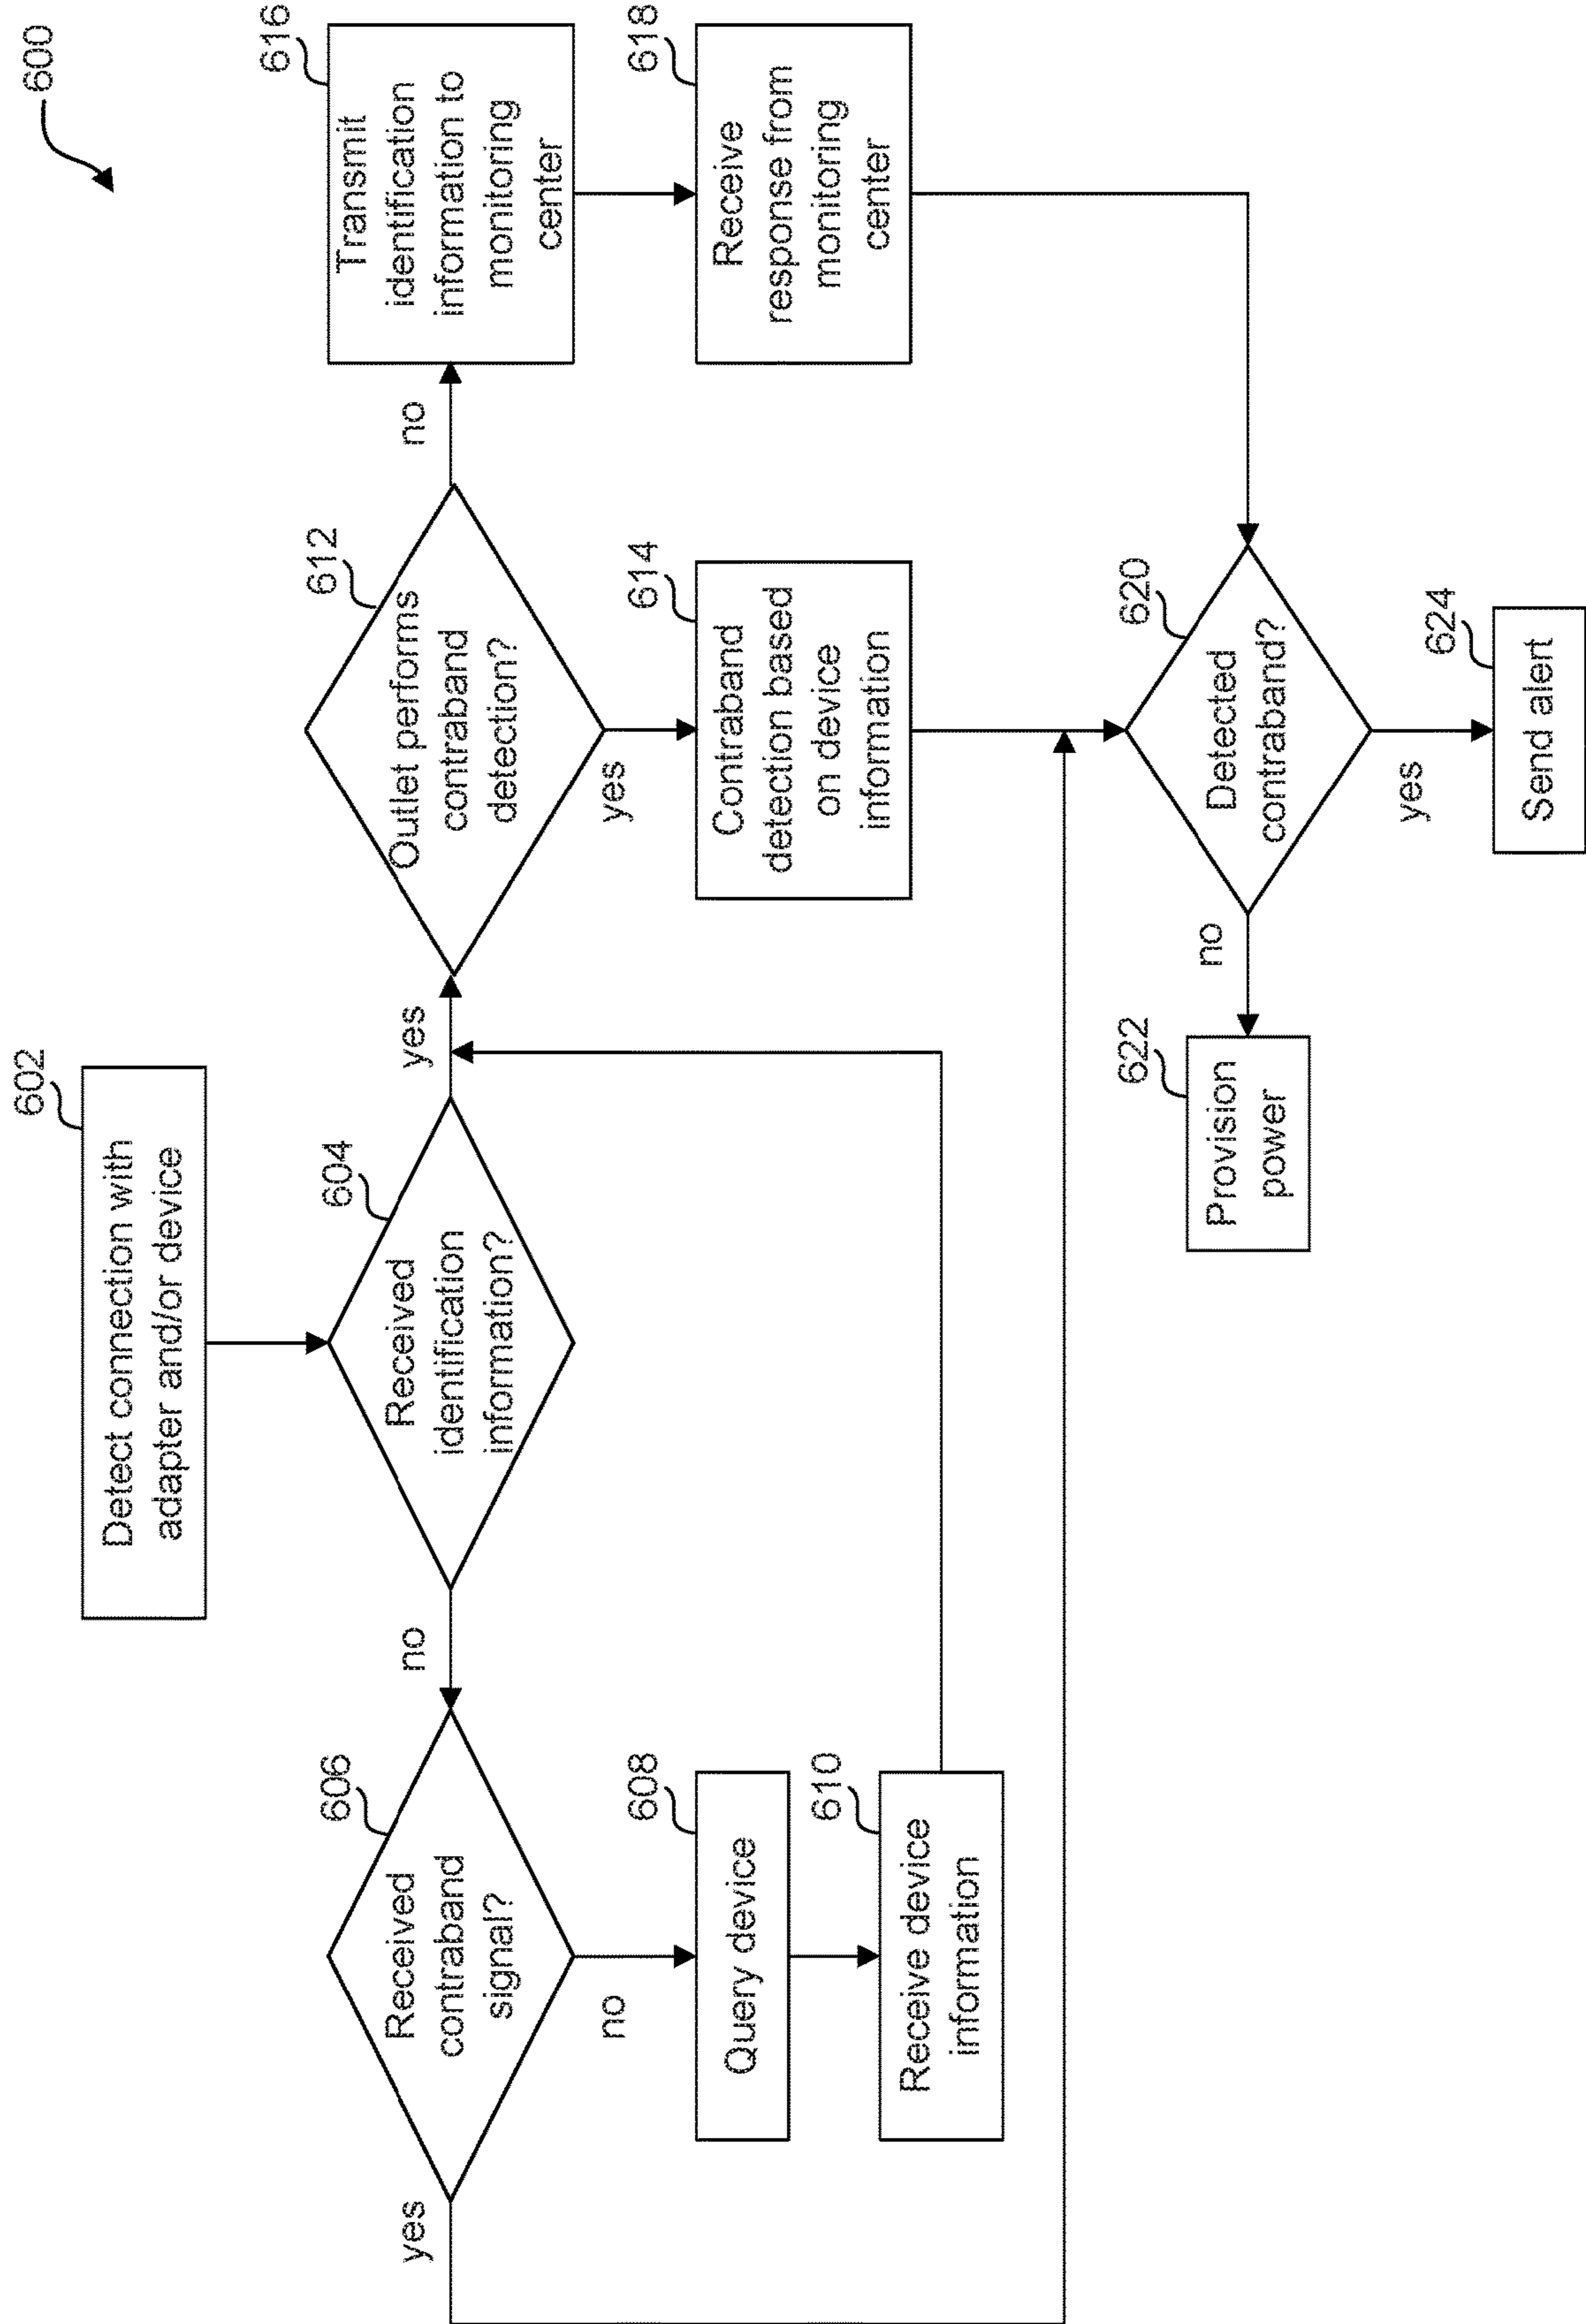 600
602
Detect connection with
adapter and/or device
604
Received
identification
information?
no
yes
606
Received
contraband
signal?
yes
no
608
Query device
610
Receive device
information
612
Outlet performs
contraband
detection?
no
yes
614
Contraband
detection based
on device
information
616
Transmit
identification
information to
monitoring
center
618
Receive
response from
monitoring
center
620
Detected
contraband?
no
yes
622
Provision
power
624
Send alert